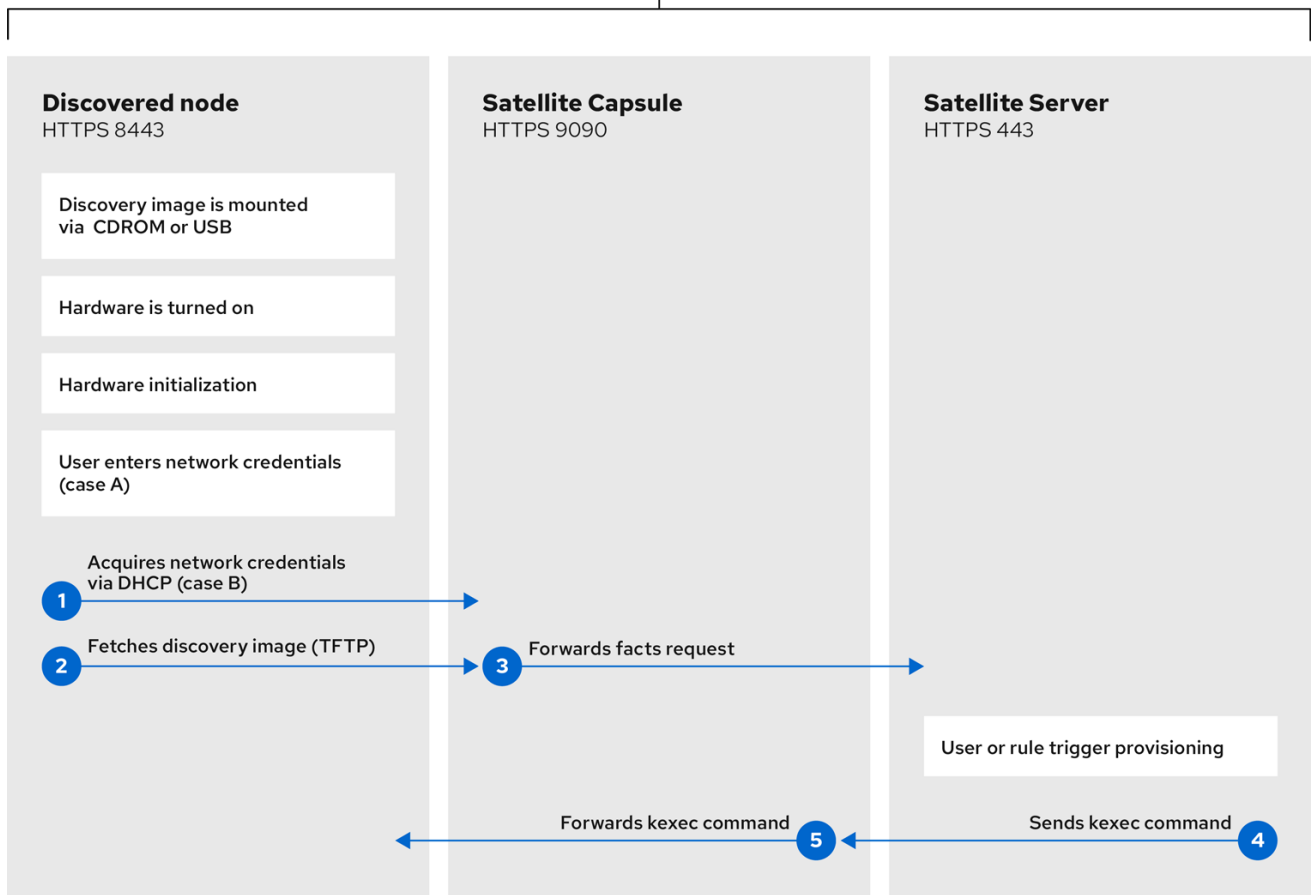 Discovered node
HTTPS 8443
Discovery image is mounted
via CDROM or USB
Hardware is turned on
Hardware initialization
User enters network credentials
(case A)
Acquires network credentials
via DHCP (case B)
1
Fetches discovery image (TFTP)
2
Satellite Capsule
HTTPS 9090
3
Forwards facts request
Forwards kexec command
5
Satellite Server
HTTPS 443
User or rule trigger provisioning
Sends kexec command
4